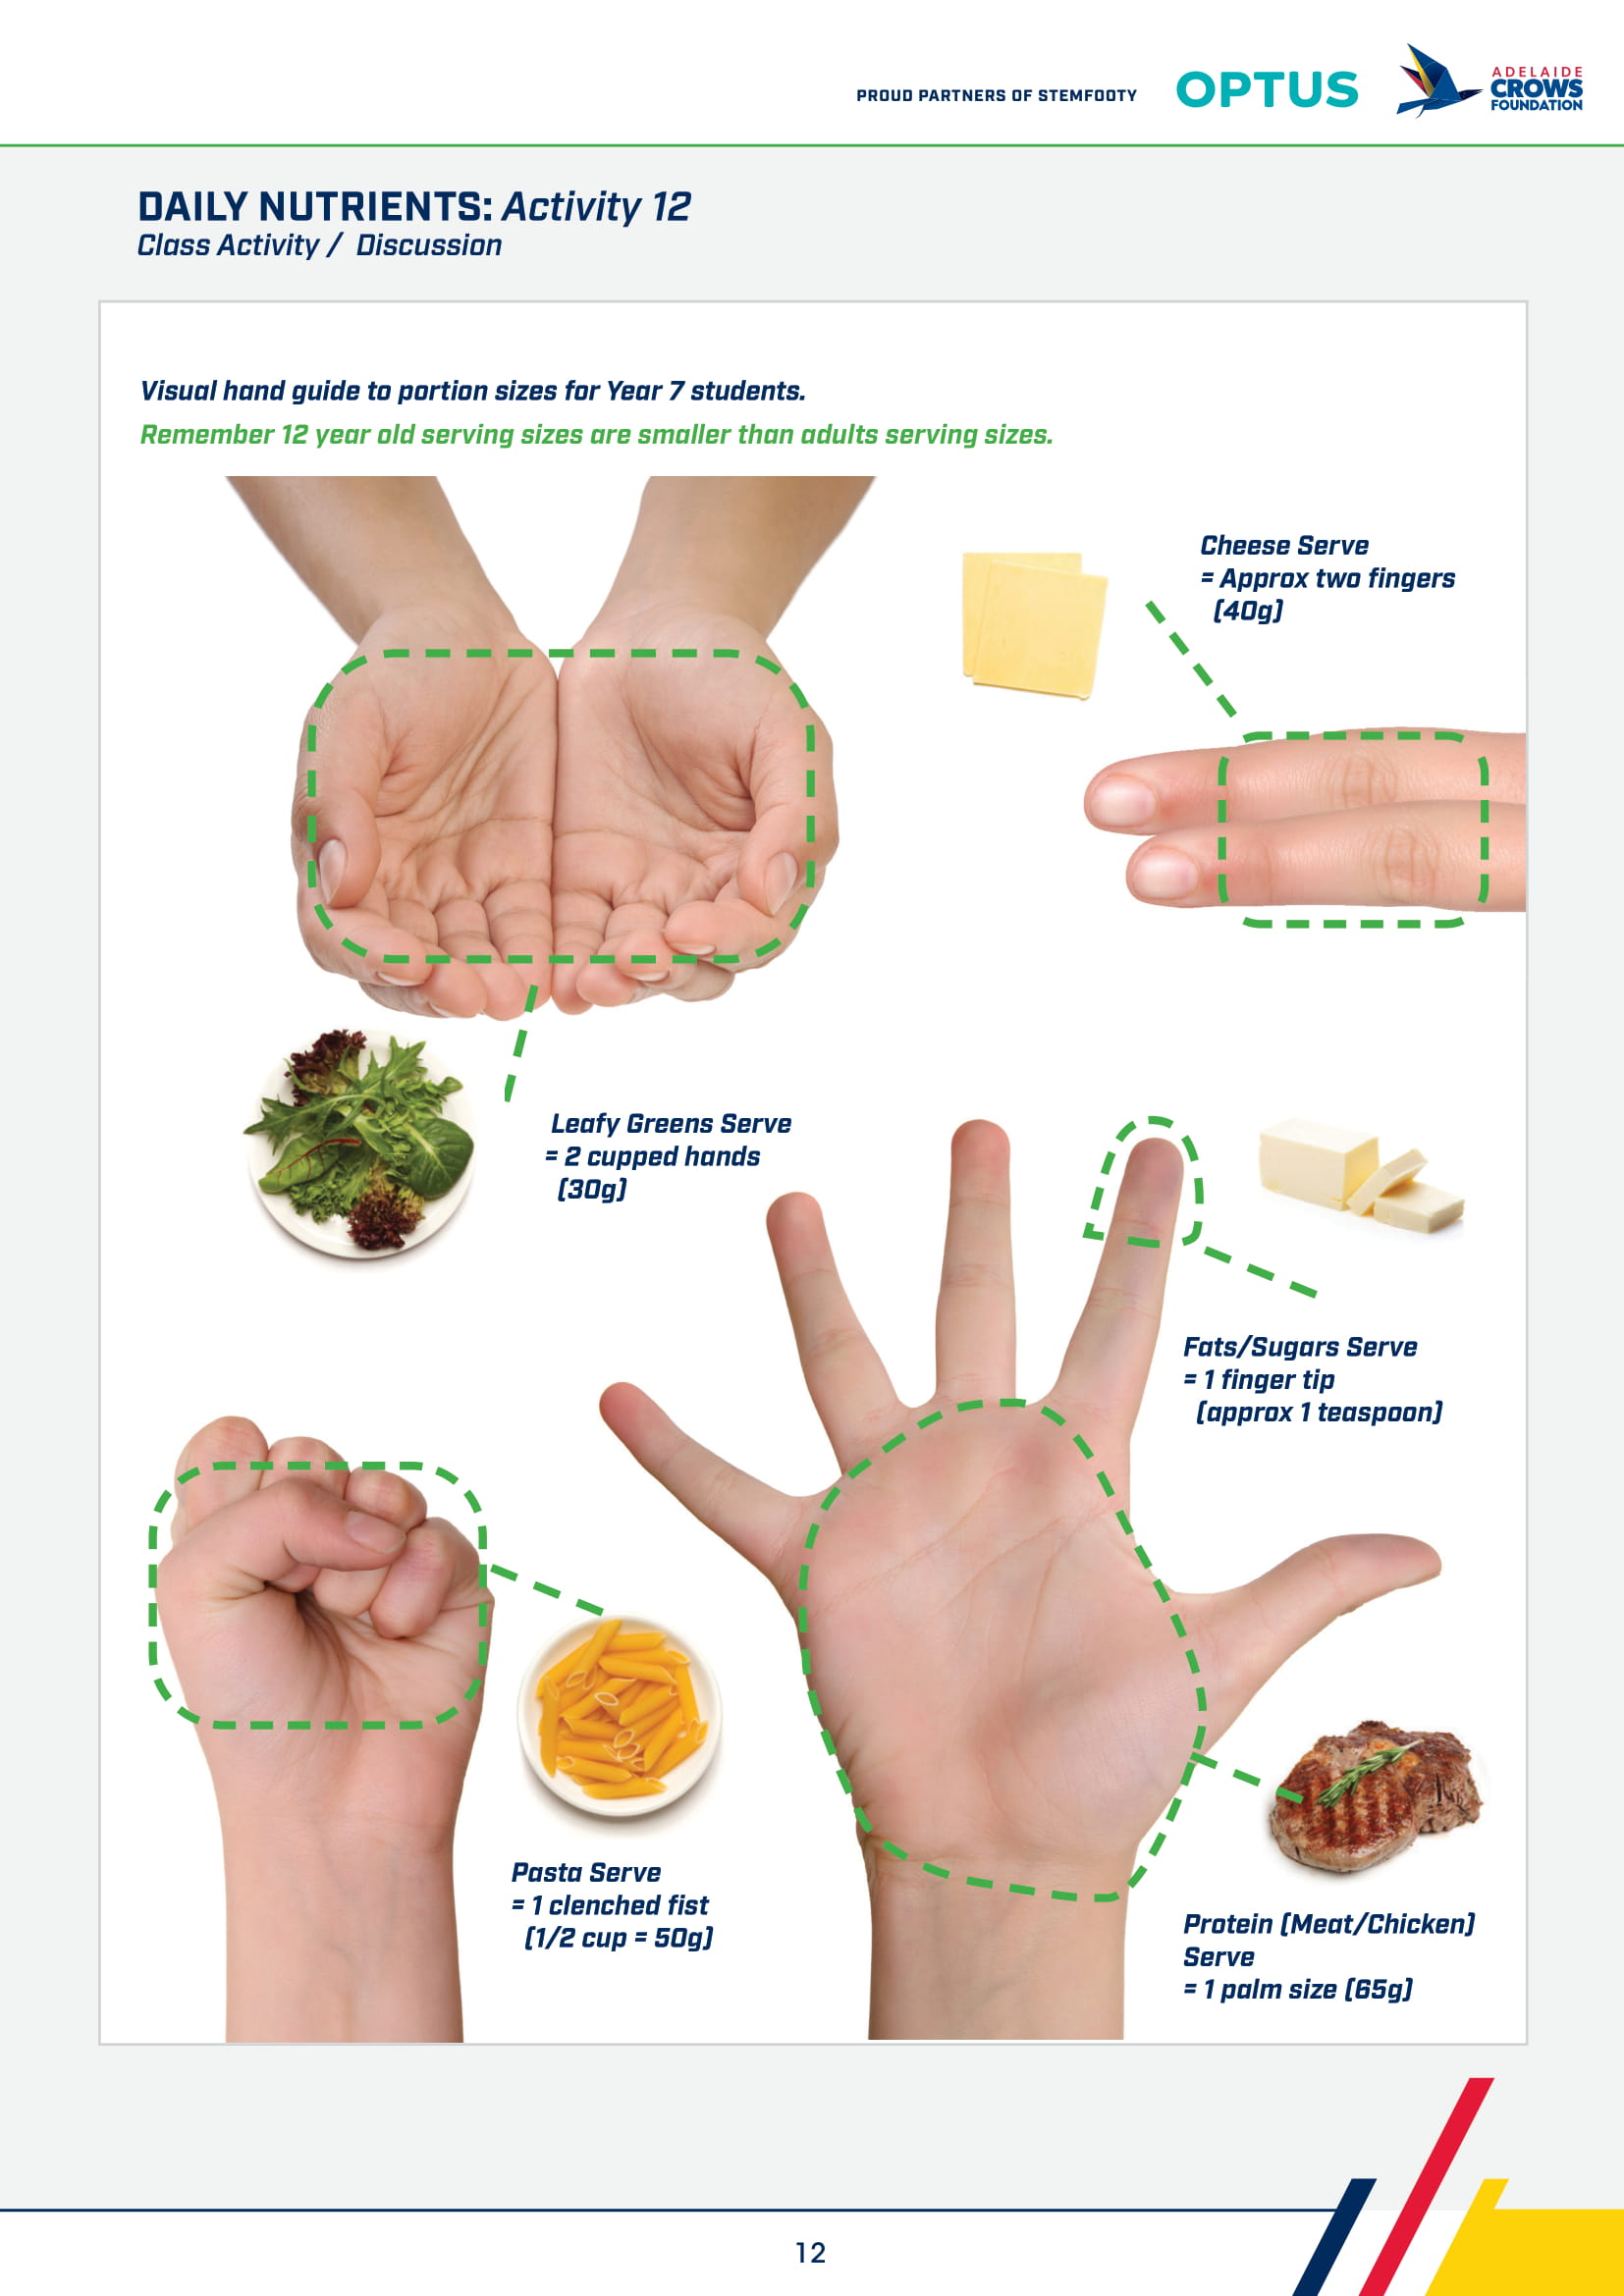 PROUD PARTNERS OF STEMFOOTY
OPTUS
ADELAIDE
CROWS
FOUNDATION
DAILY NUTRIENTS: Activity 12
Class Activity / Discussion
Visual hand guide to portion sizes for Year 7 students.
Remember 12 year old serving sizes are smaller than adults serving sizes.
Cheese Serve
= Approx two fingers
(40g)
Leafy Greens Serve
= 2 cupped hands
(30g)
Fats/Sugars Serve
= 1 finger tip
(approx 1 teaspoon)
Pasta Serve
= 1 clenched fist
(1/2 cup = 50g)
Protein (Meat/Chicken)
Serve
= 1 palm size (65g)
12